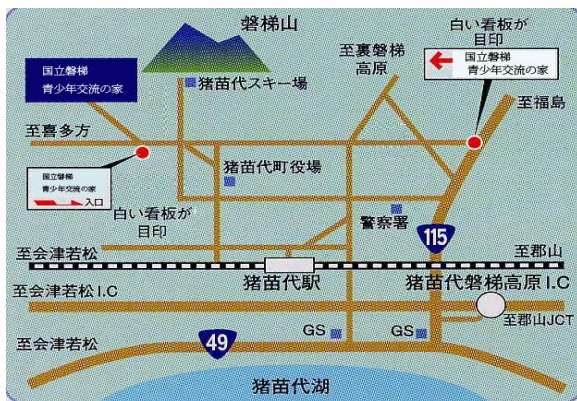 磐梯山
白い看板が
目印
国立磐梯
青少年交流の家
至裏磐梯
高原
国立磐梯
青少年交流の家
猪苗代スキー場
至福島
至喜多方
猪苗代町役場
国立磐梯
青少年交流の家
入口
白い看板が
目印
警察署
115
至会津若松
至郡山
猪苗代駅
猪苗代磐梯高原I.C
至会津若松I.C
至郡山JCT
GS
GS
至会津若松
49
猪苗代湖